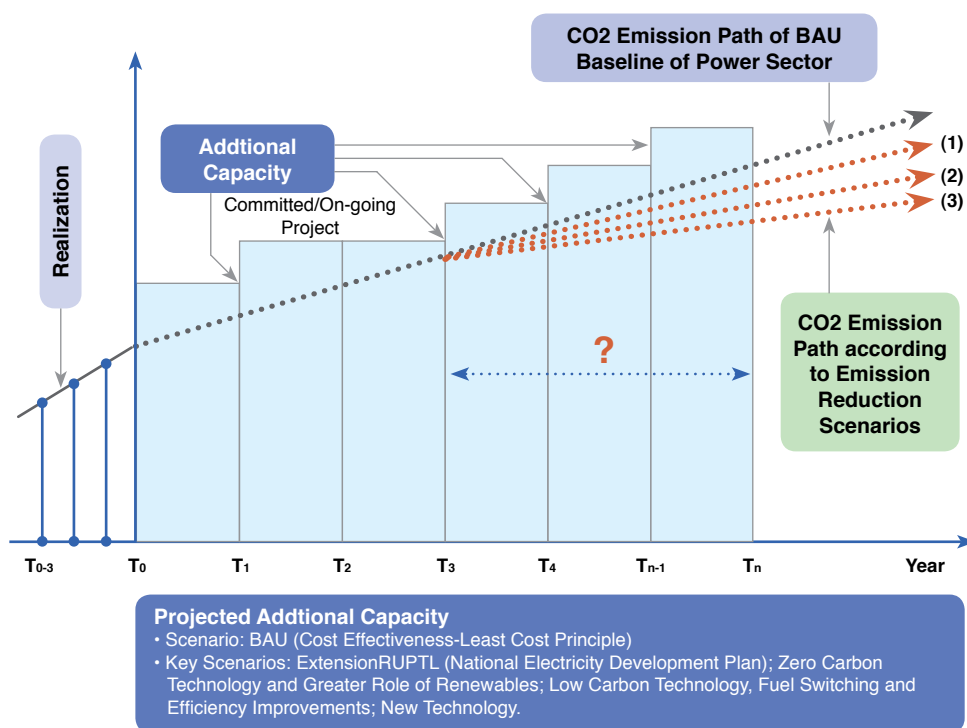 CO2 Emission Path of BAU
Baseline of Power Sector
Realization
Addtional
Capacity
Committed/On-going
Project
(1)
(2)
(3)
?
CO2 Emission
Path according
to Emission
Reduction
Scenarios
T0-3
T0
T1
T2
T3
T4
Tn-1
Tn
Year
Projected Addtional Capacity
• Scenario: BAU (Cost Effectiveness-Least Cost Principle)
• Key Scenarios: ExtensionRUPTL (National Electricity Development Plan); Zero Carbon
Technology and Greater Role of Renewables; Low Carbon Technology, Fuel Switching and
Efficiency Improvements; New Technology.